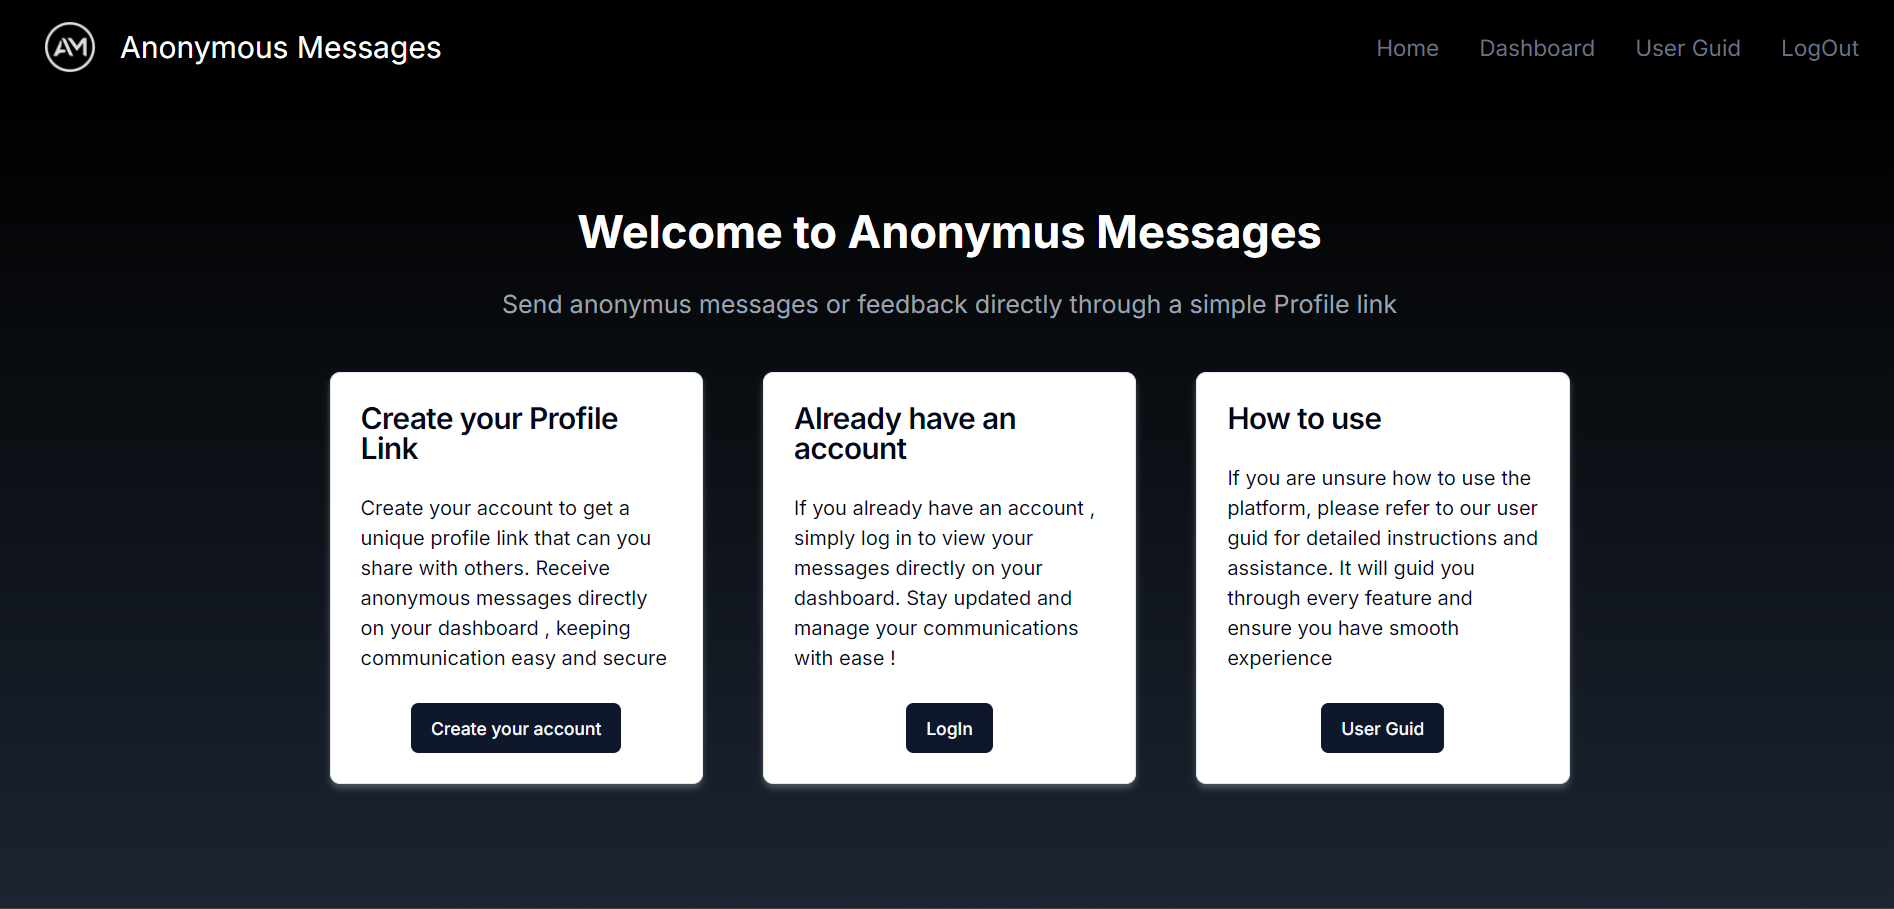 AM
Anonymous Messages
Home Dashboard User Guid LogOut
Welcome to Anonymus Messages
Send anonymus messages or feedback directly through a simple Profile link
Create your Profile
Link
Create your account to get a
unique profile link that can you
share with others. Receive
anonymous messages directly
on your dashboard , keeping
communication easy and secure
Create your account
Already have an
account
If you already have an account ,
simply log in to view your
messages directly on your
dashboard. Stay updated and
manage your communications
with ease !
LogIn
How to use
If you are unsure how to use the
platform, please refer to our user
guid for detailed instructions and
assistance. It will guid you
through every feature and
ensure you have smooth
experience
User Guid